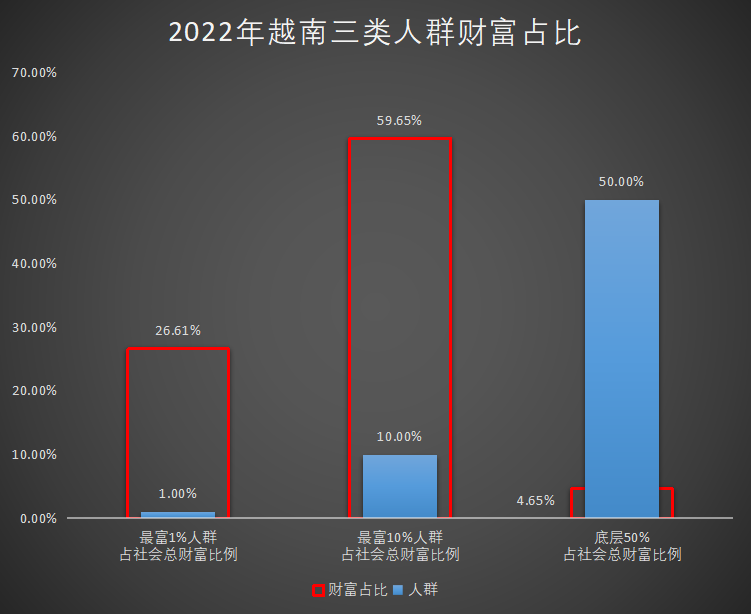 2022年越南三类人群财富占比
70.00%
60.00%
50.00%
40.00%
30.00%
20.00%
10.00%
0.00%
26.61%
1.00%
59.65%
10.00%
4.65%
50.00%
最富1%人群
占社会总财富比例
最富10%人群
占社会总财富比例
底层50%
占社会总财富比例
财富占比 人群